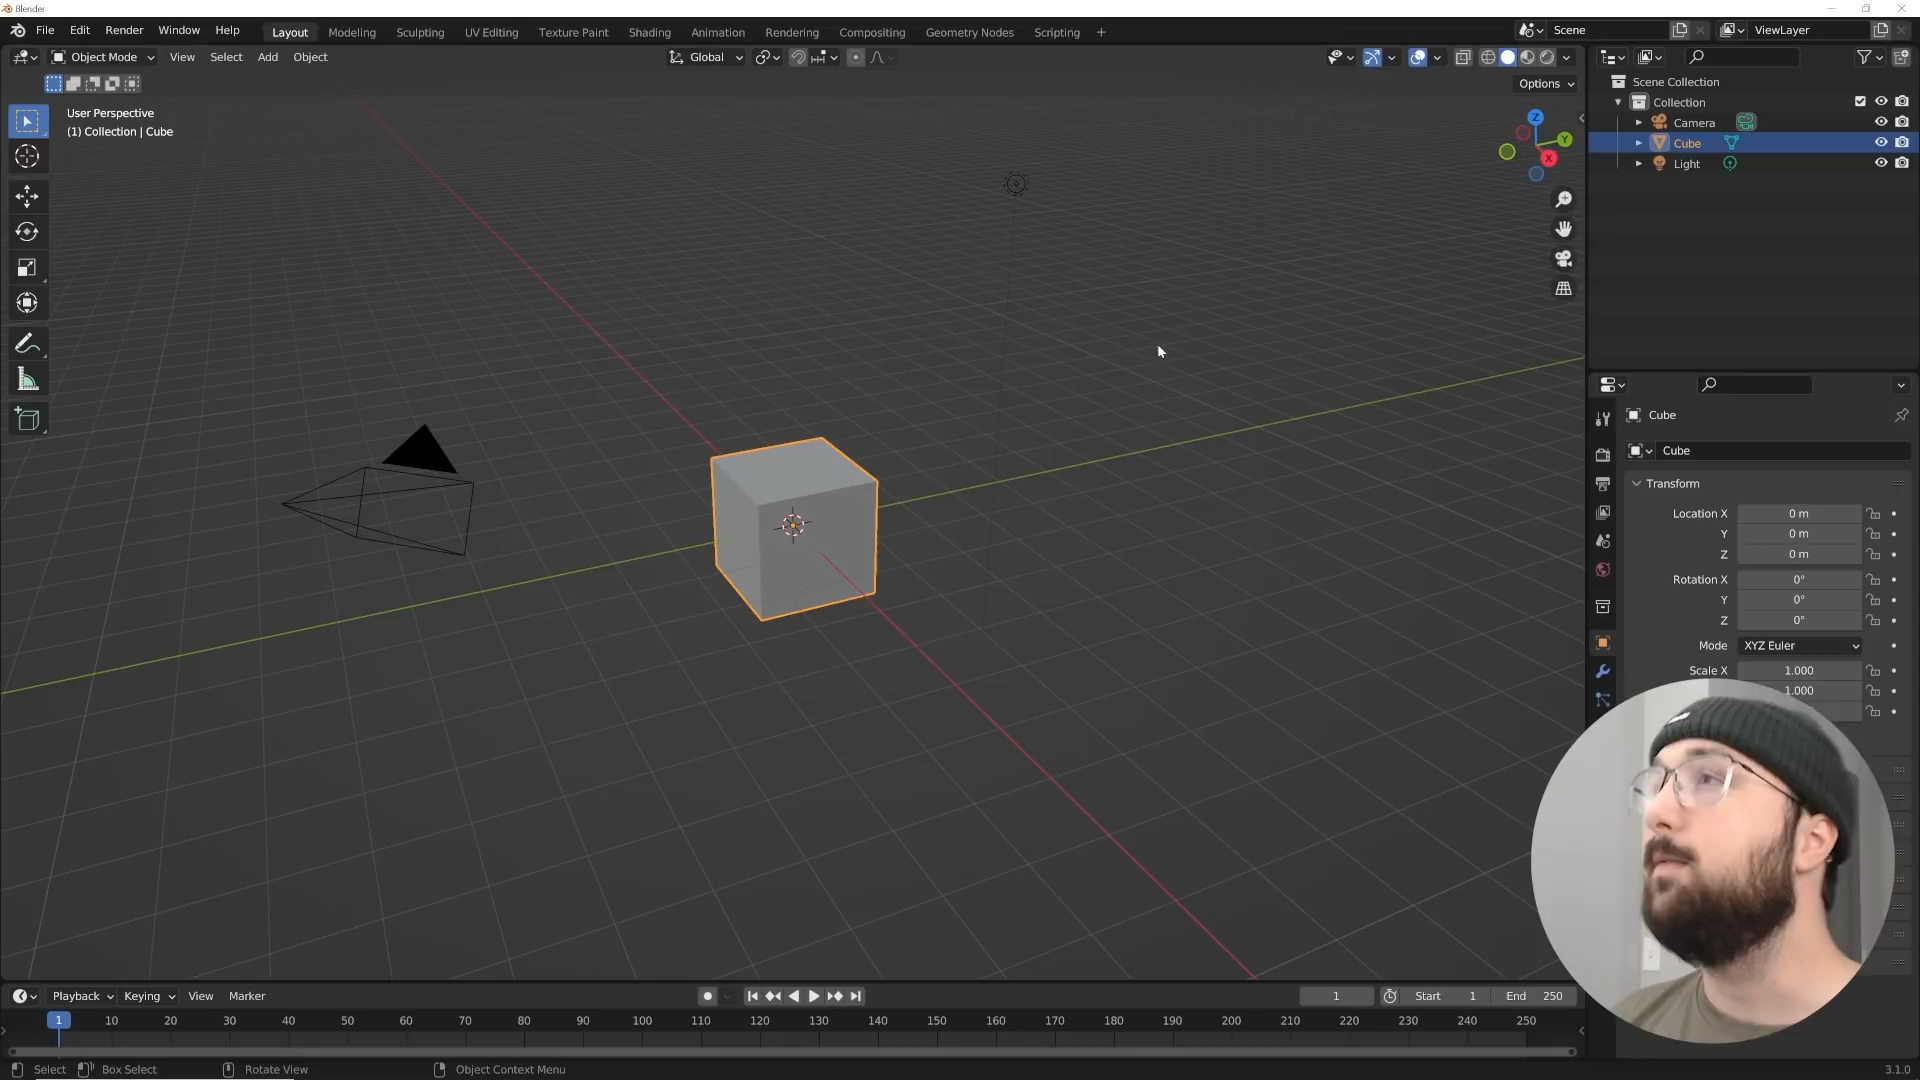 Blender
File Edit Render Window Help Layout Modeling Sculpting UV Editing Texture Paint Shading Animation Rendering Compositing Geometry Nodes Scripting + Scene ViewLayer
Object Mode View Select Add Object Global
Options
User Perspective
(1) Collection | Cube
Z
Y
X
Scene Collection
Collection
Camera
Cube
Light
Cube
Cube
Transform
Location X 0 m
Y 0 m
Z 0 m
Rotation X 0°
Y 0°
Z 0°
Mode XYZ Euler
Scale X 1.000
1.000
Playback Keying View Marker 1 Start 1 End 250
1 10 20 30 40 50 60 70 80 90 100 110 120 130 140 150 160 170 180 190 200 210 220 230 240 250
Select Box Select Rotate View Object Context Menu 3.1.0